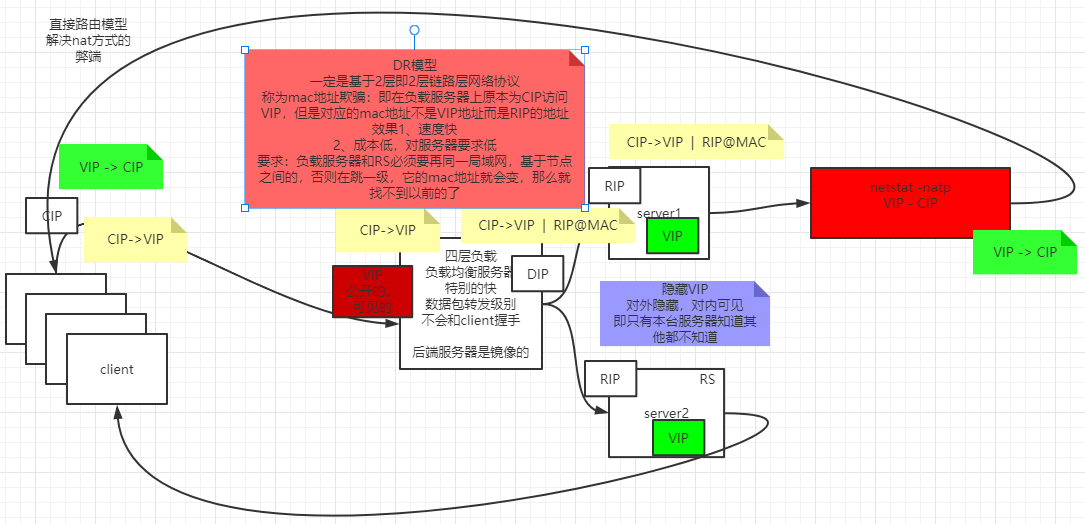 直接路由模型
解决nat方式的
弊端
DR模型
一定是基于2层即2层链路层网络协议
称为mac地址欺骗：即在负载服务器上原本为CIP访问
VIP，但是对应的mac地址不是VIP地址而是RIP的地址
效果1、速度快
2、成本低，对服务器要求低
要求：负载服务器和RS必须要再同一局域网，基于节点
之间的，否则在跳一级，它的mac地址就会变，那么就
找不到以前的了
VIP -> CIP
CIP
CIP->VIP
client
CIP->VIP
CIP->VIP | RIP@MAC
VIP
公开的，
可见的
四层负载
负载均衡服务器
特别的快
数据包转发级别
不会和client握手
后端服务器是镜像的
DIP
CIP->VIP | RIP@MAC
RIP
server1
VIP
netstat -natp
VIP - CIP
VIP -> CIP
隐藏VIP
对外隐藏，对内可见
即只有本台服务器知道其
他都不知道
RIP
RS
server2
VIP